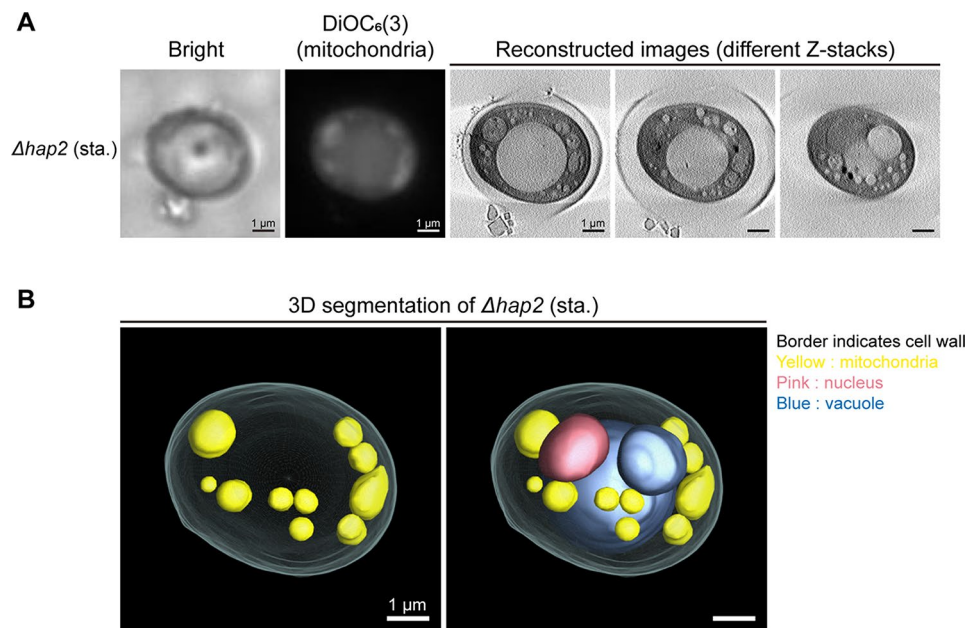 A
Bright
DiOC₆(3)
(mitochondria)
Reconstructed images (different Z-stacks)
Δhap2 (sta.)
1 μm
1 μm
1 μm
B
3D segmentation of Δhap2 (sta.)
Border indicates cell wall
Yellow : mitochondria
Pink : nucleus
Blue : vacuole
1 μm